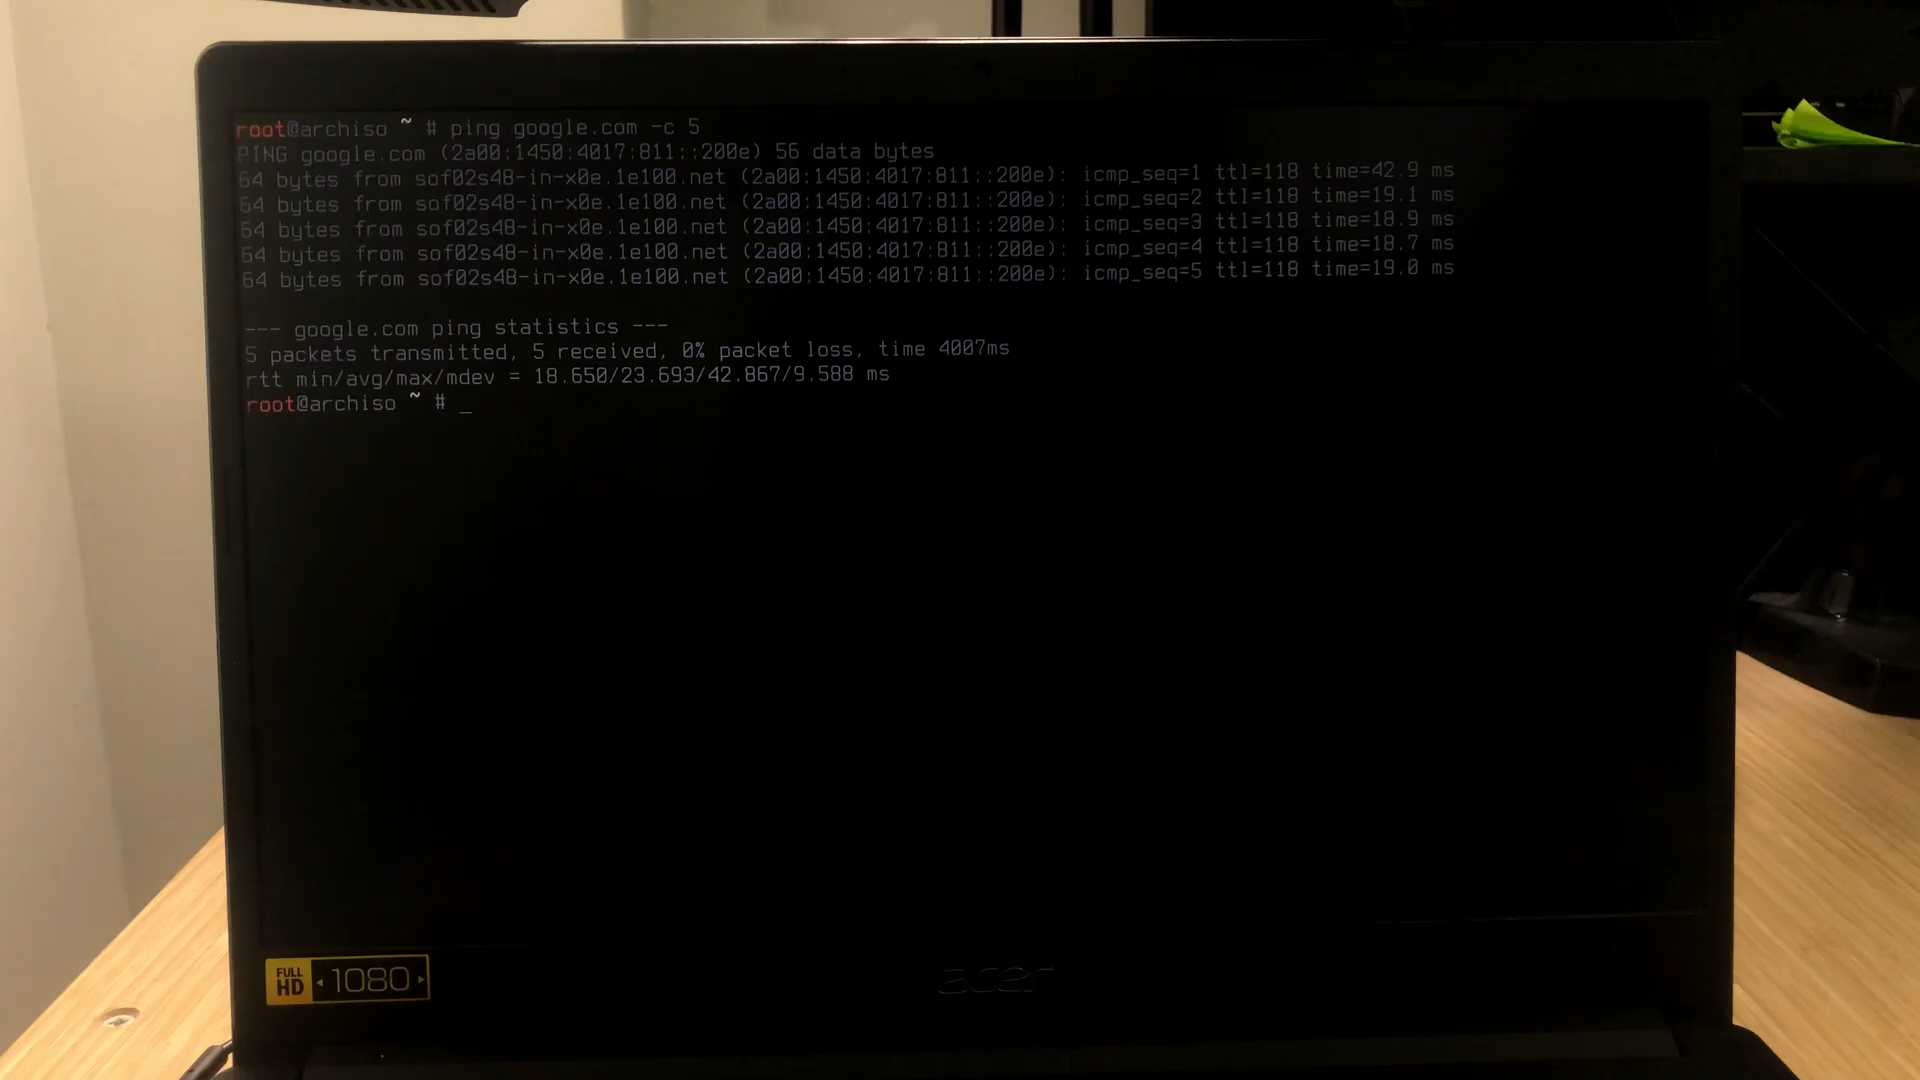 root@archiso ~ # ping google.com -c 5
PING google.com (2a00:1450:4017:811::200e) 56 data bytes
64 bytes from sof02s48-in-x0e.1e100.net (2a00:1450:4017:811::200e): icmp_seq=1 ttl=118 time=42.9 ms
64 bytes from sof02s48-in-x0e.1e100.net (2a00:1450:4017:811::200e): icmp_seq=2 ttl=118 time=19.1 ms
64 bytes from sof02s48-in-x0e.1e100.net (2a00:1450:4017:811::200e): icmp_seq=3 ttl=118 time=18.9 ms
64 bytes from sof02s48-in-x0e.1e100.net (2a00:1450:4017:811::200e): icmp_seq=4 ttl=118 time=18.7 ms
64 bytes from sof02s48-in-x0e.1e100.net (2a00:1450:4017:811::200e): icmp_seq=5 ttl=118 time=19.0 ms
--- google.com ping statistics ---
5 packets transmitted, 5 received, 0% packet loss, time 4007ms
rtt min/avg/max/mdev = 18.650/23.693/42.867/9.588 ms
root@archiso ~ # _
FULL HD 1080
acer